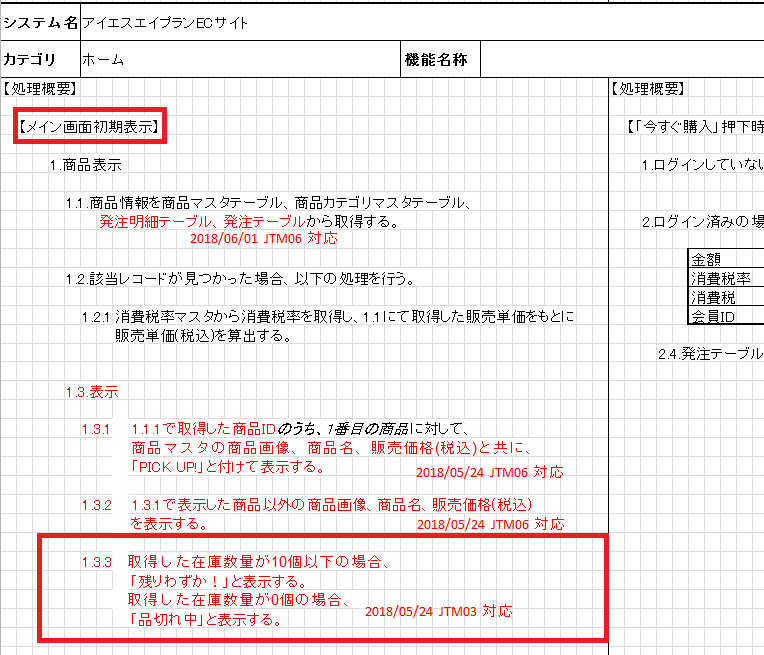 システム名 アイエスエイプランECサイト
カテゴリ ホーム 機能名称
【処理概要】
【メイン画面初期表示】
1.商品表示
1.1.商品情報を商品マスタテーブル、商品カテゴリマスタテーブル、
発注明細テーブル、発注テーブルから取得する。
2018/06/01 JTM06 対応
1.2.該当レコードが見つかった場合、以下の処理を行う。
1.2.1 消費税率マスタから消費税率を取得し、1.1にて取得した販売単価をもとに
販売単価(税込)を算出する。
1.3.表示
1.3.1 1.1.1で取得した商品IDのうち、1番目の商品に対して、
商品マスタの商品画像、商品名、販売価格(税込)と共に、
「PICK UP!」と付けて表示する。 2018/05/24 JTM06 対応
1.3.2 1.3.1で表示した商品以外の商品画像、商品名、販売価格(税込)
を表示する。 2018/05/24 JTM06 対応
1.3.3 取得した在庫数量が10個以下の場合、
「残りわずか！」と表示する。
取得した在庫数量が0個の場合、
「品切れ中」と表示する。 2018/05/24 JTM03 対応
【処理概要】
【「今すぐ購入」押下時
1.ログインしていない
2.ログイン済みの場
金額
消費税率
消費税
会員ID
2.4.発注テーブル